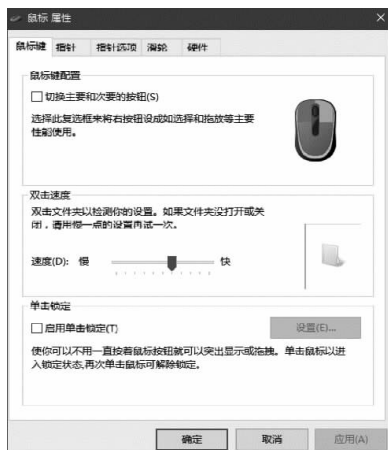 鼠标 属性
鼠标键 指针 指针选项 滑轮 硬件
鼠标键配置
切换主要和次要的按钮(S)
选择此复选框来将右按钮设成如选择和拖放等主要
性能使用。
双击速度
双击文件夹以检测你的设置。如果文件夹没打开或关
闭，请用慢一点的设置再试一次。
速度(D): 慢 快
单击锁定
启用单击锁定(T)
设置(E)...
使你可以不用一直按着鼠标按钮就可以突出显示或拖拽。单击鼠标以进
入锁定状态,再次单击鼠标可解除锁定。
确定 取消 应用(A)